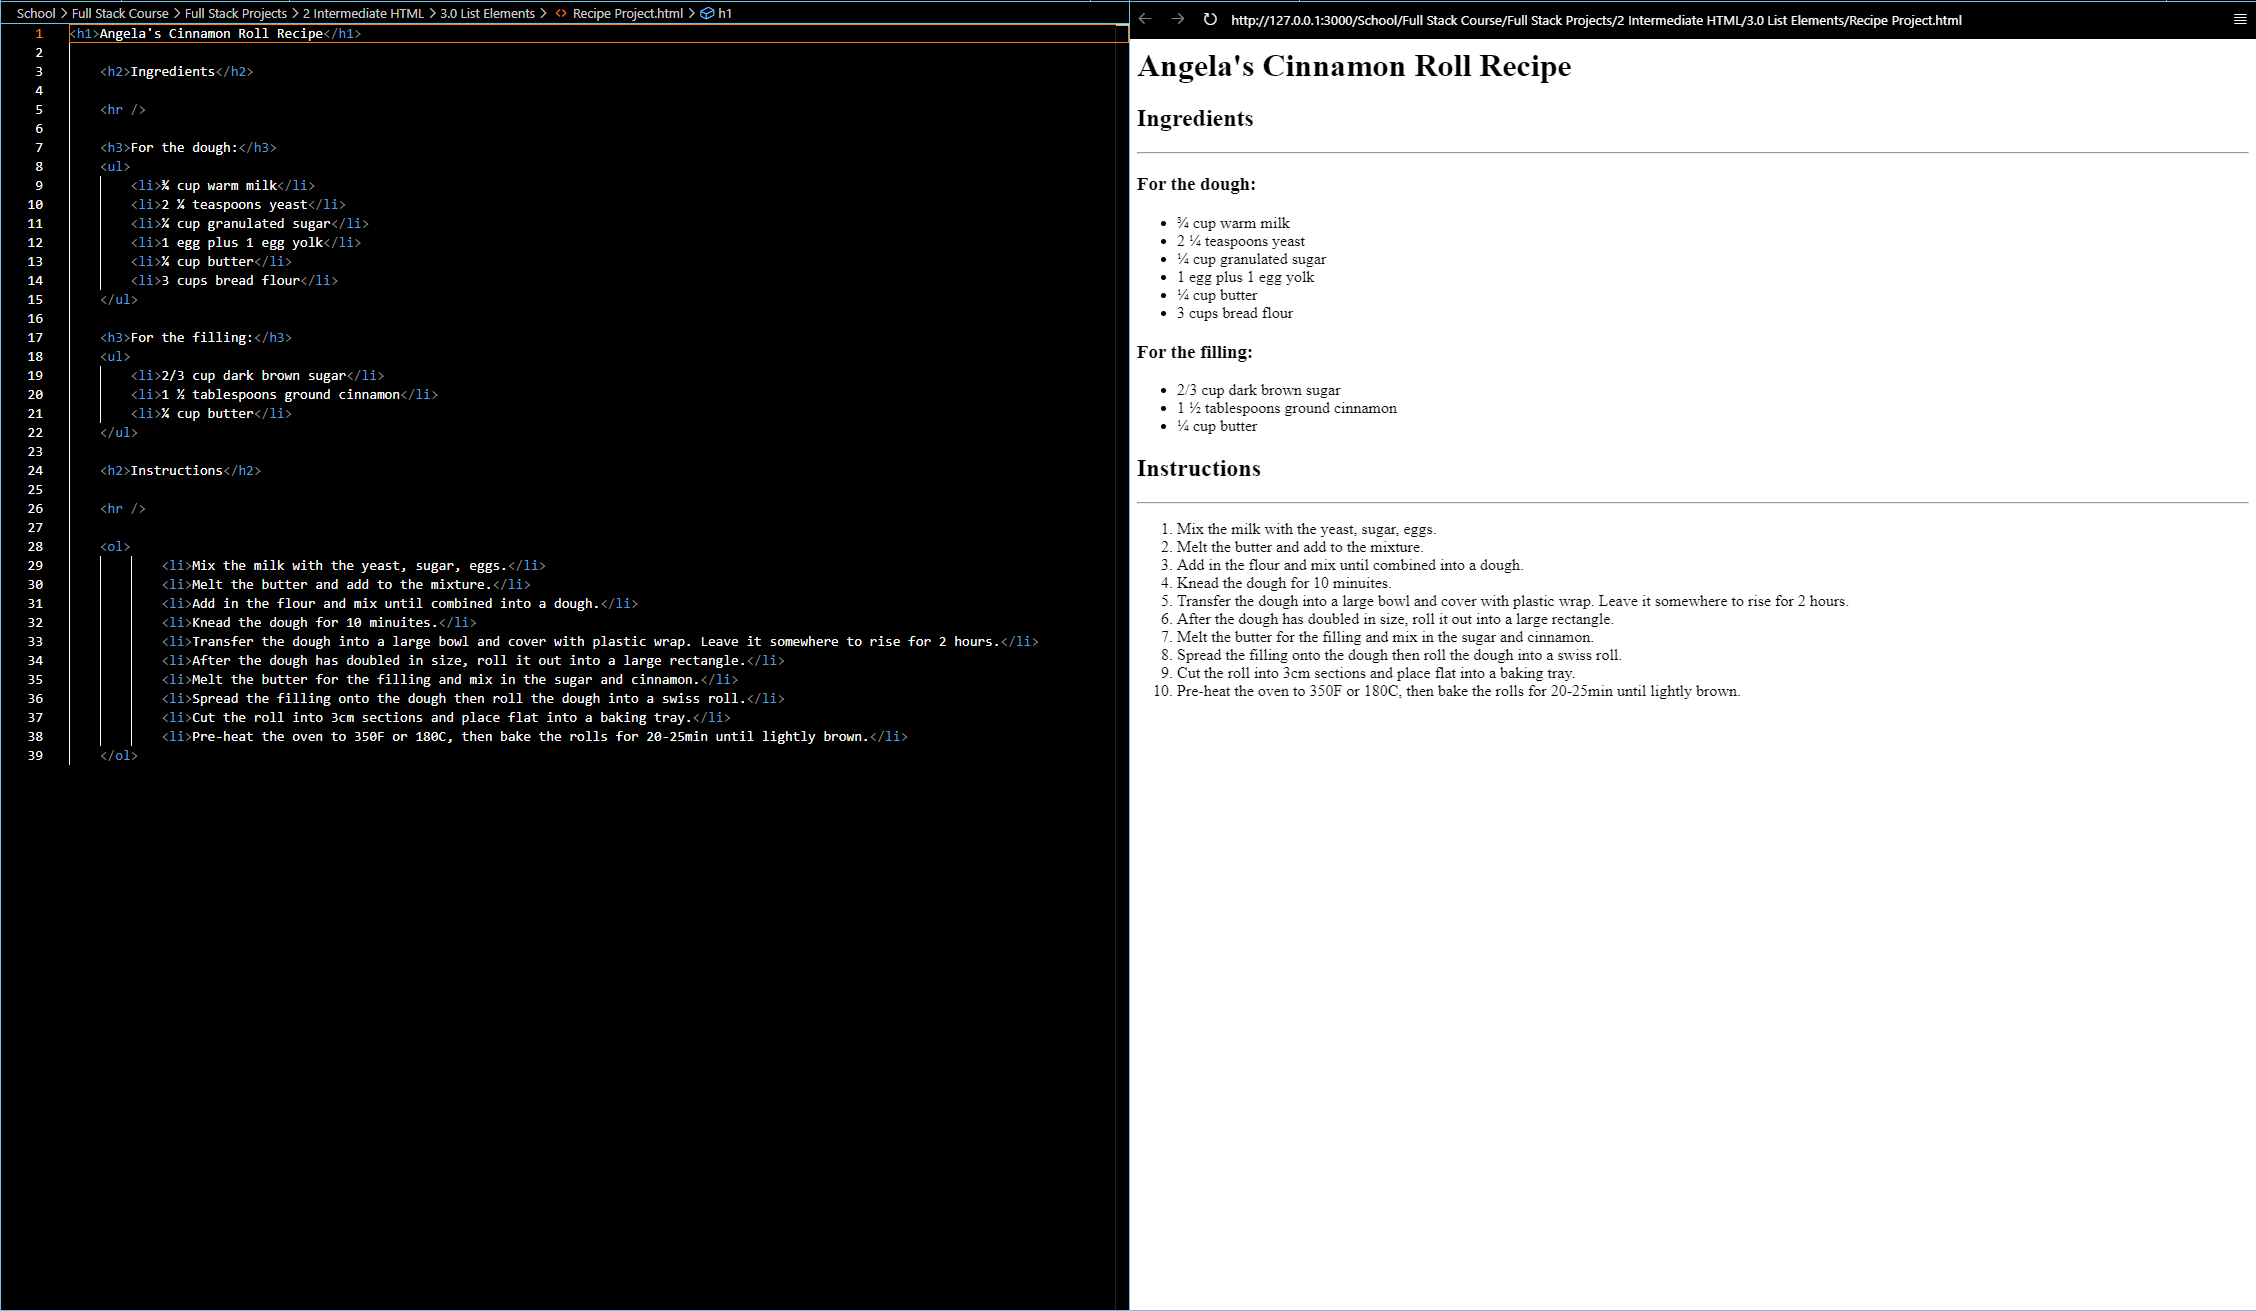 School > Full Stack Course > Full Stack Projects > 2 Intermediate HTML > 3.0 List Elements > <> Recipe Project.html > h1
1 <h1>Angela's Cinnamon Roll Recipe</h1>
2
3 <h2>Ingredients</h2>
4
5 <hr />
6
7 <h3>For the dough:</h3>
8 <ul>
9 <li>¾ cup warm milk</li>
10 <li>2 ¼ teaspoons yeast</li>
11 <li>¼ cup granulated sugar</li>
12 <li>1 egg plus 1 egg yolk</li>
13 <li>¼ cup butter</li>
14 <li>3 cups bread flour</li>
15 </ul>
16
17 <h3>For the filling:</h3>
18 <ul>
19 <li>2/3 cup dark brown sugar</li>
20 <li>1 ½ tablespoons ground cinnamon</li>
21 <li>¼ cup butter</li>
22 </ul>
23
24 <h2>Instructions</h2>
25
26 <hr />
27
28 <ol>
29 <li>Mix the milk with the yeast, sugar, eggs.</li>
30 <li>Melt the butter and add to the mixture.</li>
31 <li>Add in the flour and mix until combined into a dough.</li>
32 <li>Knead the dough for 10 minuites.</li>
33 <li>Transfer the dough into a large bowl and cover with plastic wrap. Leave it somewhere to rise for 2 hours.</li>
34 <li>After the dough has doubled in size, roll it out into a large rectangle.</li>
35 <li>Melt the butter for the filling and mix in the sugar and cinnamon.</li>
36 <li>Spread the filling onto the dough then roll the dough into a swiss roll.</li>
37 <li>Cut the roll into 3cm sections and place flat into a baking tray.</li>
38 <li>Pre-heat the oven to 350F or 180C, then bake the rolls for 20-25min until lightly brown.</li>
39 </ol>
http://127.0.0.1:3000/School/Full Stack Course/Full Stack Projects/2 Intermediate HTML/3.0 List Elements/Recipe Project.html
Angela's Cinnamon Roll Recipe
Ingredients
For the dough:
• ¾ cup warm milk
• 2 ¼ teaspoons yeast
• ¼ cup granulated sugar
• 1 egg plus 1 egg yolk
• ¼ cup butter
• 3 cups bread flour
For the filling:
• 2/3 cup dark brown sugar
• 1 ½ tablespoons ground cinnamon
• ¼ cup butter
Instructions
1. Mix the milk with the yeast, sugar, eggs.
2. Melt the butter and add to the mixture.
3. Add in the flour and mix until combined into a dough.
4. Knead the dough for 10 minuites.
5. Transfer the dough into a large bowl and cover with plastic wrap. Leave it somewhere to rise for 2 hours.
6. After the dough has doubled in size, roll it out into a large rectangle.
7. Melt the butter for the filling and mix in the sugar and cinnamon.
8. Spread the filling onto the dough then roll the dough into a swiss roll.
9. Cut the roll into 3cm sections and place flat into a baking tray.
10. Pre-heat the oven to 350F or 180C, then bake the rolls for 20-25min until lightly brown.